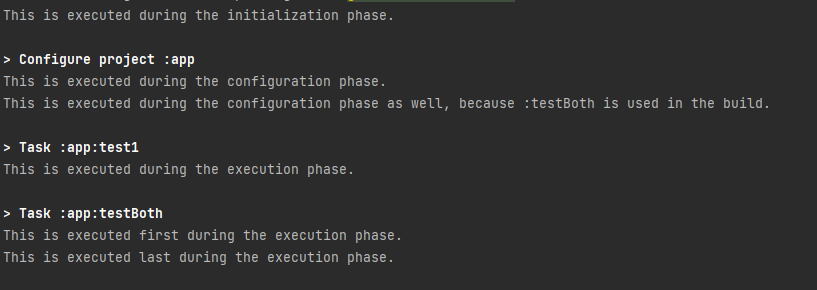 This is executed during the initialization phase.
> Configure project :app
This is executed during the configuration phase.
This is executed during the configuration phase as well, because :testBoth is used in the build.
> Task :app:test1
This is executed during the execution phase.
> Task :app:testBoth
This is executed first during the execution phase.
This is executed last during the execution phase.